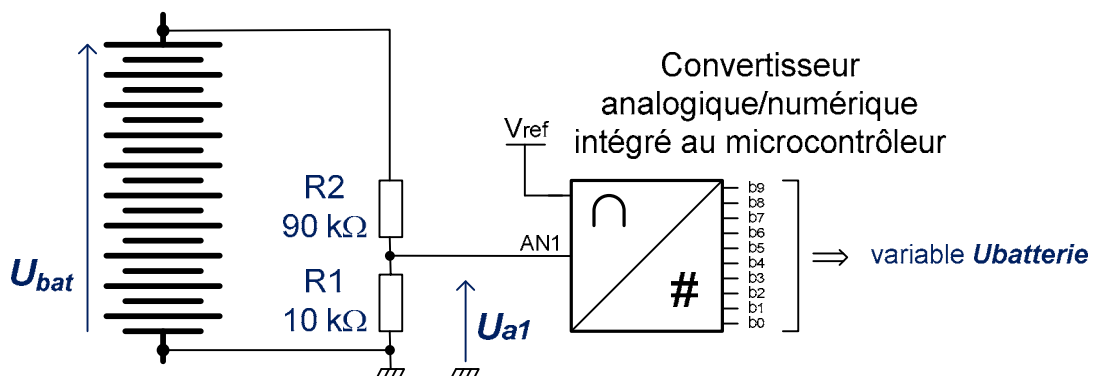 Convertisseur
analogique/numérique
intégré au microcontrôleur
Vref
R2
90 kΩ
AN1
R1
10 kΩ
Ubat
Ua1
∩
#
b9
b8
b7
b6
b5
b4
b3
b2
b1
b0
⇒ variable Ubatterie